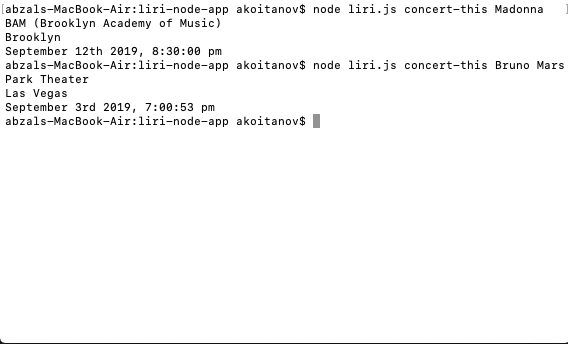 [abzals-MacBook-Air:liri-node-app akoitanov$ node liri.js concert-this Madonna ]
BAM (Brooklyn Academy of Music)
Brooklyn
September 12th 2019, 8:30:00 pm
abzals-MacBook-Air:liri-node-app akoitanov$ node liri.js concert-this Bruno Mars
Park Theater
Las Vegas
September 3rd 2019, 7:00:53 pm
abzals-MacBook-Air:liri-node-app akoitanov$